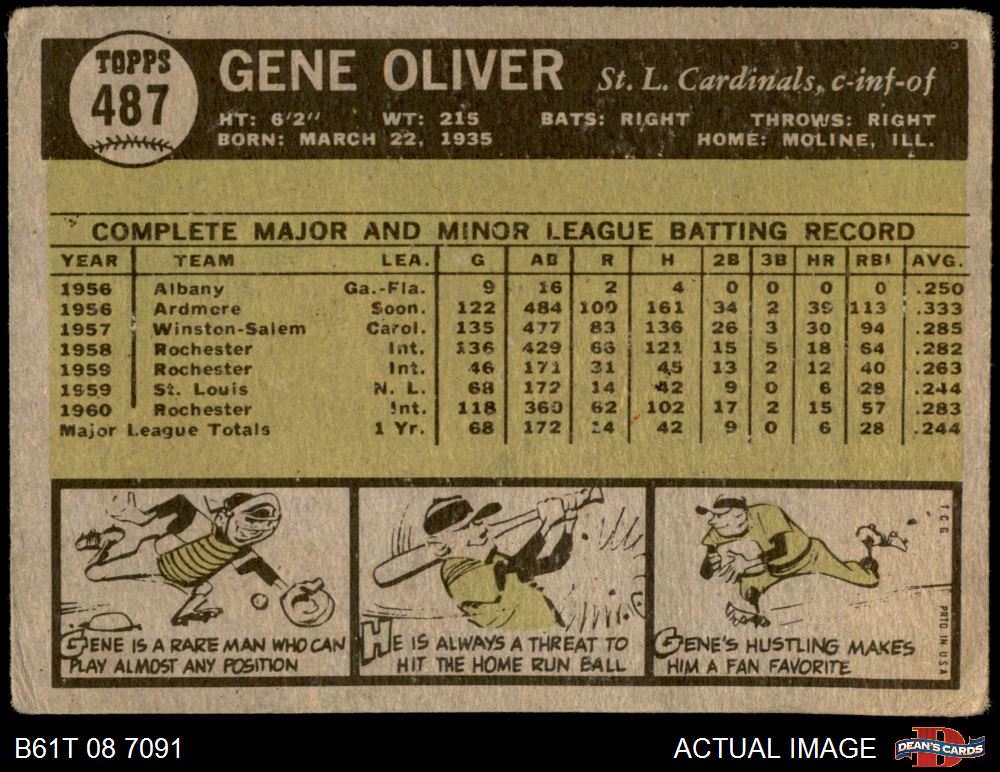 TOPPS
487
GENE OLIVER St. L. Cardinals, c-inf-of
HT: 6'2" WT: 215 BATS: RIGHT THROWS: RIGHT
BORN: MARCH 22, 1935 HOME: MOLINE, ILL.
COMPLETE MAJOR AND MINOR LEAGUE BATTING RECORD
YEAR TEAM LEA. G AB R H 2B 3B HR RBI AVG.
1956 Albany Ga.-Fla. 9 16 2 4 0 0 0 0 .250
1956 Ardmore Soon. 122 484 100 161 34 2 39 113 .333
1957 Winston-Salem Carol. 135 477 83 136 26 3 30 94 .285
1958 Rochester Int. 136 429 66 121 15 5 18 64 .282
1959 Rochester Int. 46 171 31 45 13 2 12 40 .263
1959 St. Louis N. L. 68 172 14 42 9 0 6 28 .244
1960 Rochester Int. 118 360 62 102 17 2 15 57 .283
Major League Totals 1 Yr. 68 172 14 42 9 0 6 28 .244
GENE IS A RARE MAN WHO CAN
PLAY ALMOST ANY POSITION
HE IS ALWAYS A THREAT TO
HIT THE HOME RUN BALL
GENE'S HUSTLING MAKES
HIM A FAN FAVORITE
T.C.G.
PRTD IN USA
B61T 08 7091
ACTUAL IMAGE
D
DEAN'S CARDS